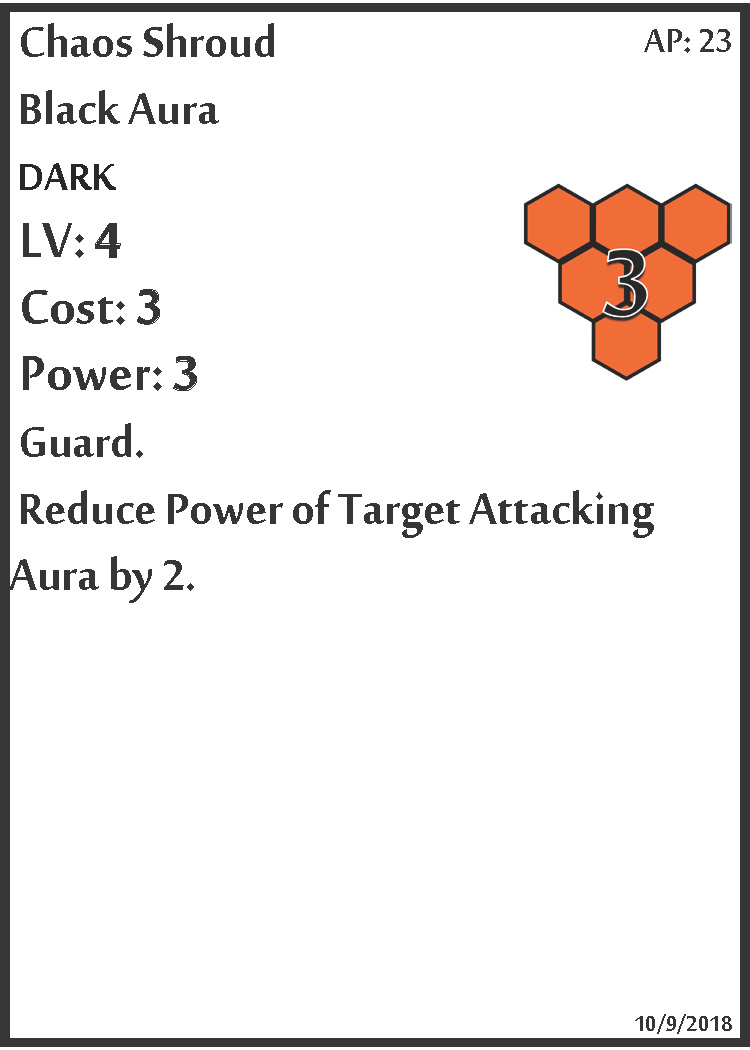 Chaos Shroud
AP: 23
Black Aura
DARK
LV: 4
Cost: 3
3
Power: 3
Guard.
Reduce Power of Target Attacking
Aura by 2.
10/9/2018